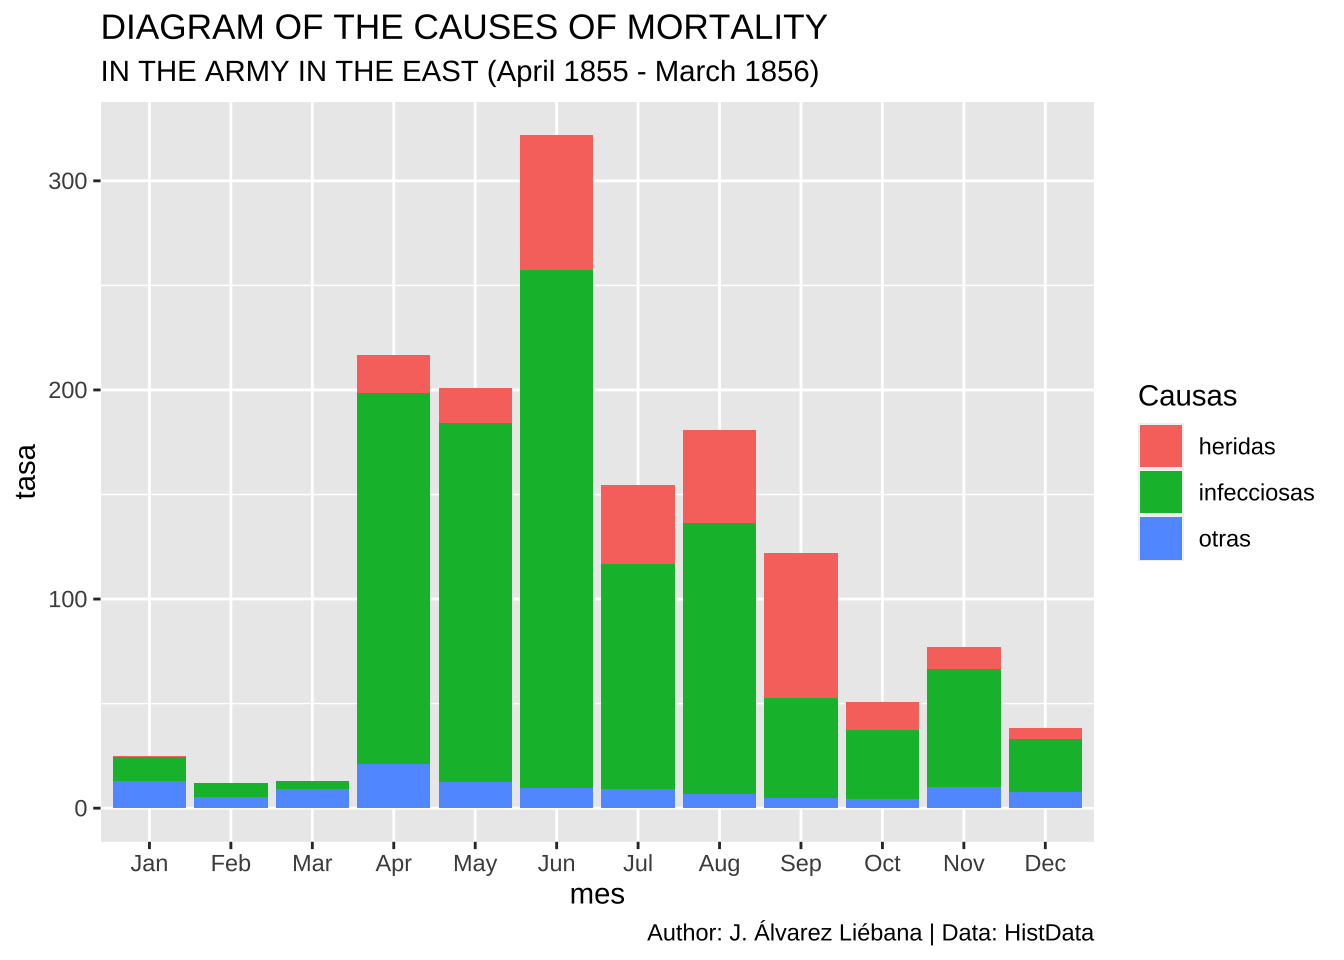 DIAGRAM OF THE CAUSES OF MORTALITY
IN THE ARMY IN THE EAST (April 1855 - March 1856)
tasa
300
200
100
0
Jan Feb Mar Apr May Jun Jul Aug Sep Oct Nov Dec
mes
Causas
heridas
infecciosas
otras
Author: J. Álvarez Liébana | Data: HistData